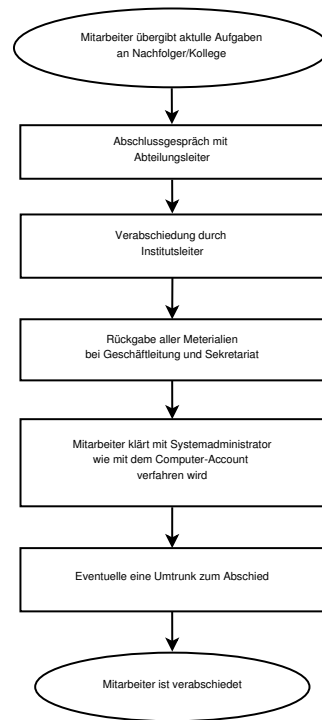 Mitarbeiter übergibt aktulle Aufgaben
an Nachfolger/Kollege
Abschlussgespräch mit
Abteilungsleiter
Verabschiedung durch
Institutsleiter
Rückgabe aller Meterialien
bei Geschäftleitung und Sekretariat
Mitarbeiter klärt mit Systemadministrator
wie mit dem Computer-Account
verfahren wird
Eventuelle eine Umtrunk zum Abschied
Mitarbeiter ist verabschiedet